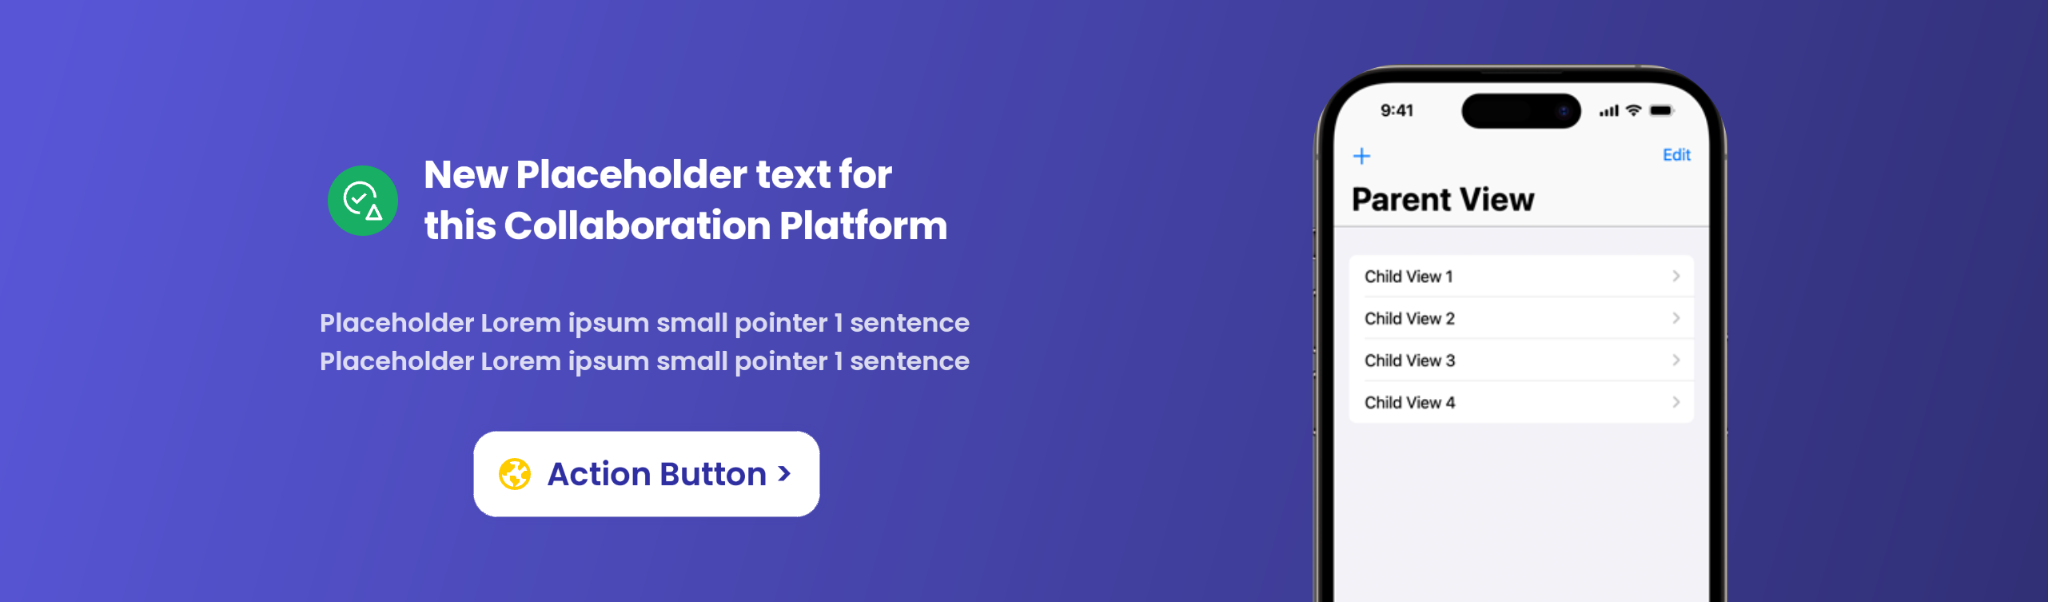 New Placeholder text for
this Collaboration Platform
Placeholder Lorem ipsum small pointer 1 sentence
Placeholder Lorem ipsum small pointer 1 sentence
Action Button >
9:41
+ Edit
Parent View
Child View 1
Child View 2
Child View 3
Child View 4